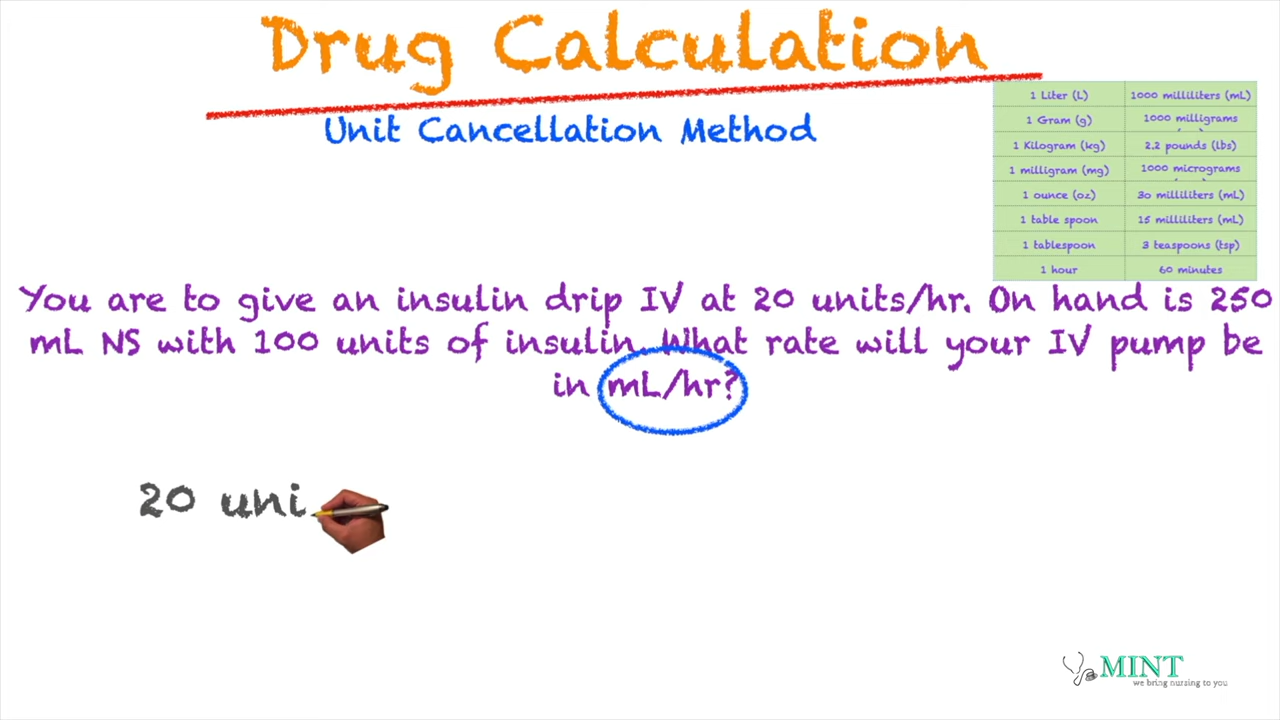 Drug Calculation
Unit Cancellation Method
1 Liter (L) 1000 milliliters (mL)
1 Gram (g) 1000 milligrams
1 Kilogram (kg) 2.2 pounds (lbs)
1 milligram (mg) 1000 micrograms
1 ounce (oz) 30 milliliters (mL)
1 table spoon 15 milliliters (mL)
1 tablespoon 3 teaspoons (tsp)
1 hour 60 minutes
You are to give an insulin drip IV at 20 units/hr. On hand is 250
mL NS with 100 units of insulin. What rate will your IV pump be
in mL/hr?
20 uni
MINT
we bring nursing to you